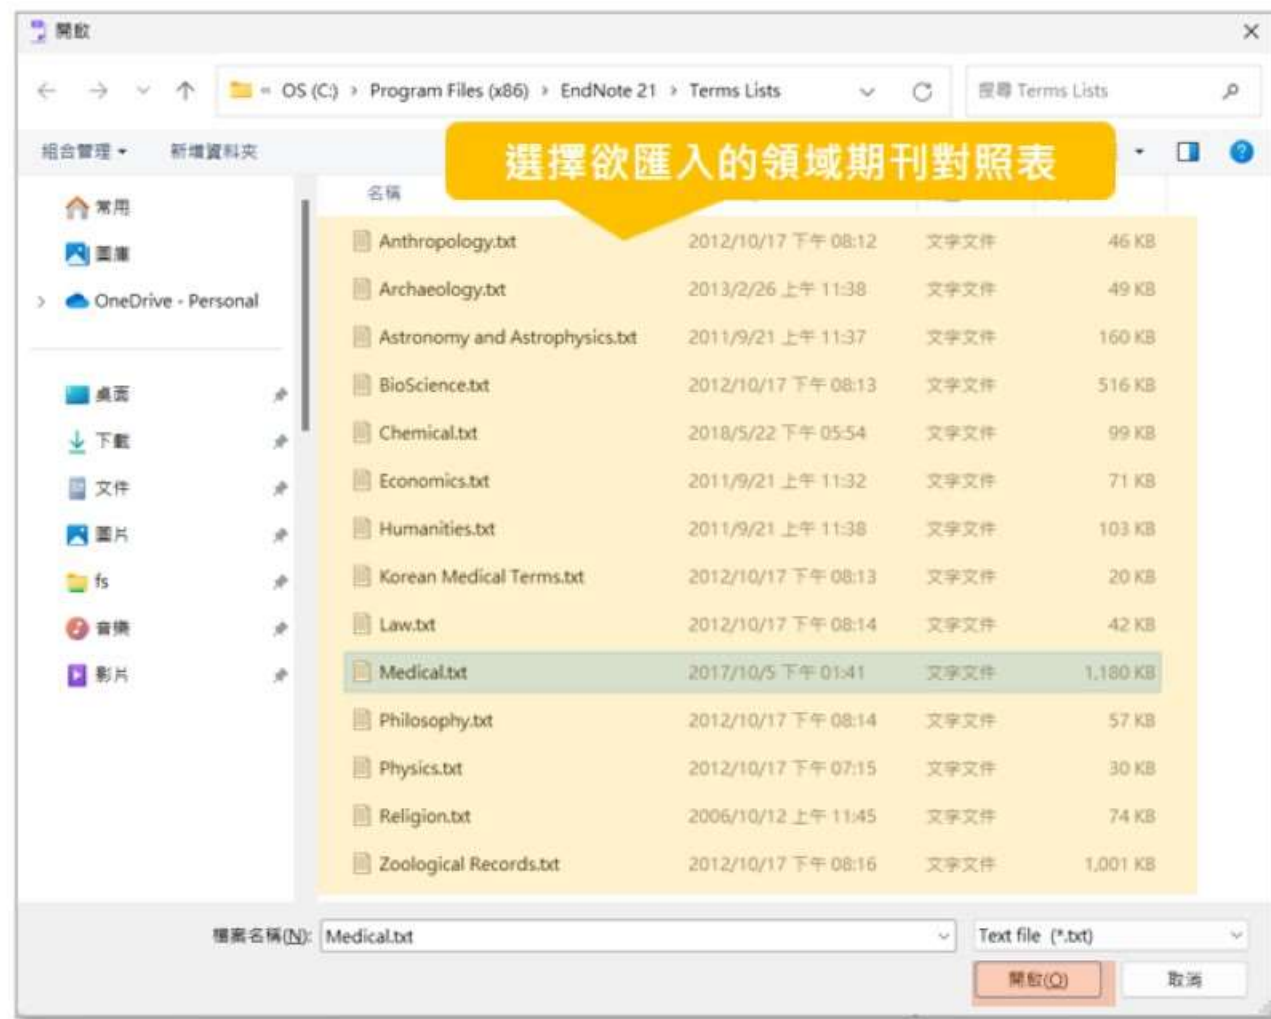 開啟
« OS (C:) › Program Files (x86) › EndNote 21 › Terms Lists
搜尋 Terms Lists
組合管理 新增資料夾
選擇欲匯入的領域期刊對照表
名稱
常用
圖庫
OneDrive - Personal
桌面
下載
文件
圖片
fs
音樂
影片
Anthropology.txt 2012/10/17 下午 08:12 文字文件 46 KB
Archaeology.txt 2013/2/26 上午 11:38 文字文件 49 KB
Astronomy and Astrophysics.txt 2011/9/21 上午 11:37 文字文件 160 KB
BioScience.txt 2012/10/17 下午 08:13 文字文件 516 KB
Chemical.txt 2018/5/22 下午 05:54 文字文件 99 KB
Economics.txt 2011/9/21 上午 11:32 文字文件 71 KB
Humanities.txt 2011/9/21 上午 11:38 文字文件 103 KB
Korean Medical Terms.txt 2012/10/17 下午 08:13 文字文件 20 KB
Law.txt 2012/10/17 下午 08:14 文字文件 42 KB
Medical.txt 2017/10/5 下午 01:41 文字文件 1,180 KB
Philosophy.txt 2012/10/17 下午 08:14 文字文件 57 KB
Physics.txt 2012/10/17 下午 07:15 文字文件 30 KB
Religion.txt 2006/10/12 上午 11:45 文字文件 74 KB
Zoological Records.txt 2012/10/17 下午 08:16 文字文件 1,001 KB
檔案名稱(N): Medical.txt Text file (*.txt)
開啟(O) 取消